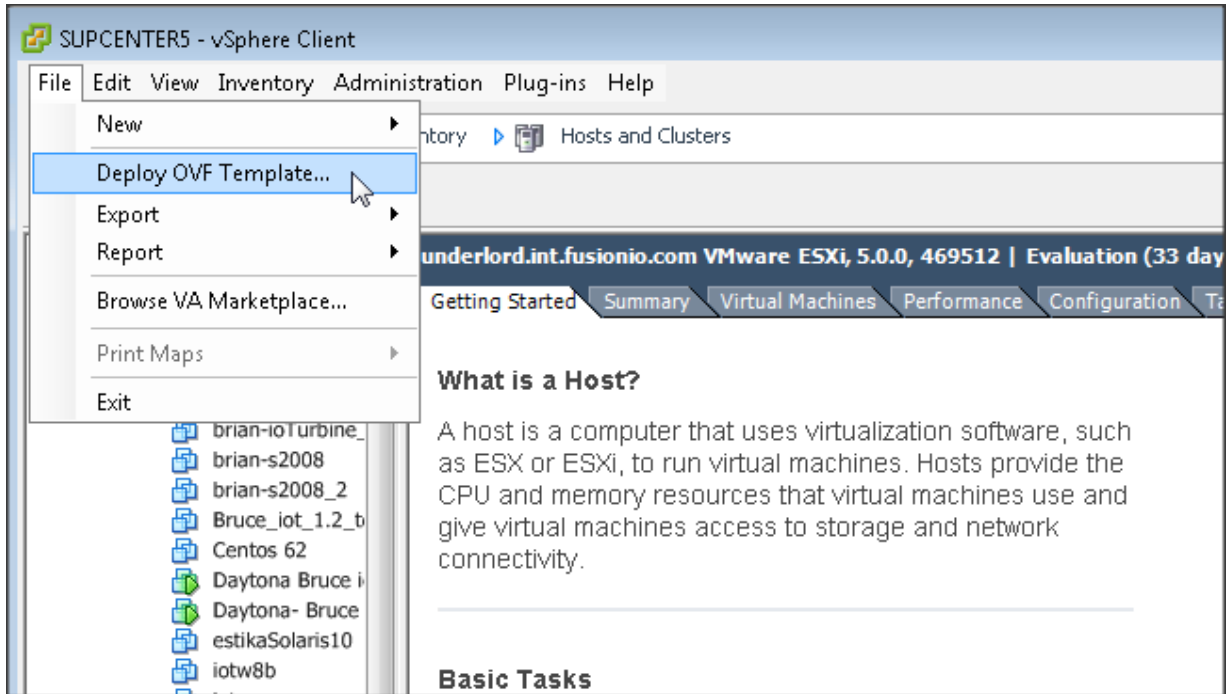 SUPCENTER5 - vSphere Client
File Edit View Inventory Administration Plug-ins Help
New
Deploy OVF Template...
Export
Report
Browse VA Marketplace...
Print Maps
Exit
ntory Hosts and Clusters
underlord.int.fusionio.com VMware ESXi, 5.0.0, 469512 | Evaluation (33 day
Getting Started Summary Virtual Machines Performance Configuration Ta
brian-ioTurbine_
brian-s2008
brian-s2008_2
Bruce_iot_1.2_b
Centos 62
Daytona Bruce i
Daytona- Bruce
estikaSolaris10
iotw8b
What is a Host?
A host is a computer that uses virtualization software, such
as ESX or ESXi, to run virtual machines. Hosts provide the
CPU and memory resources that virtual machines use and
give virtual machines access to storage and network
connectivity.
Basic Tasks